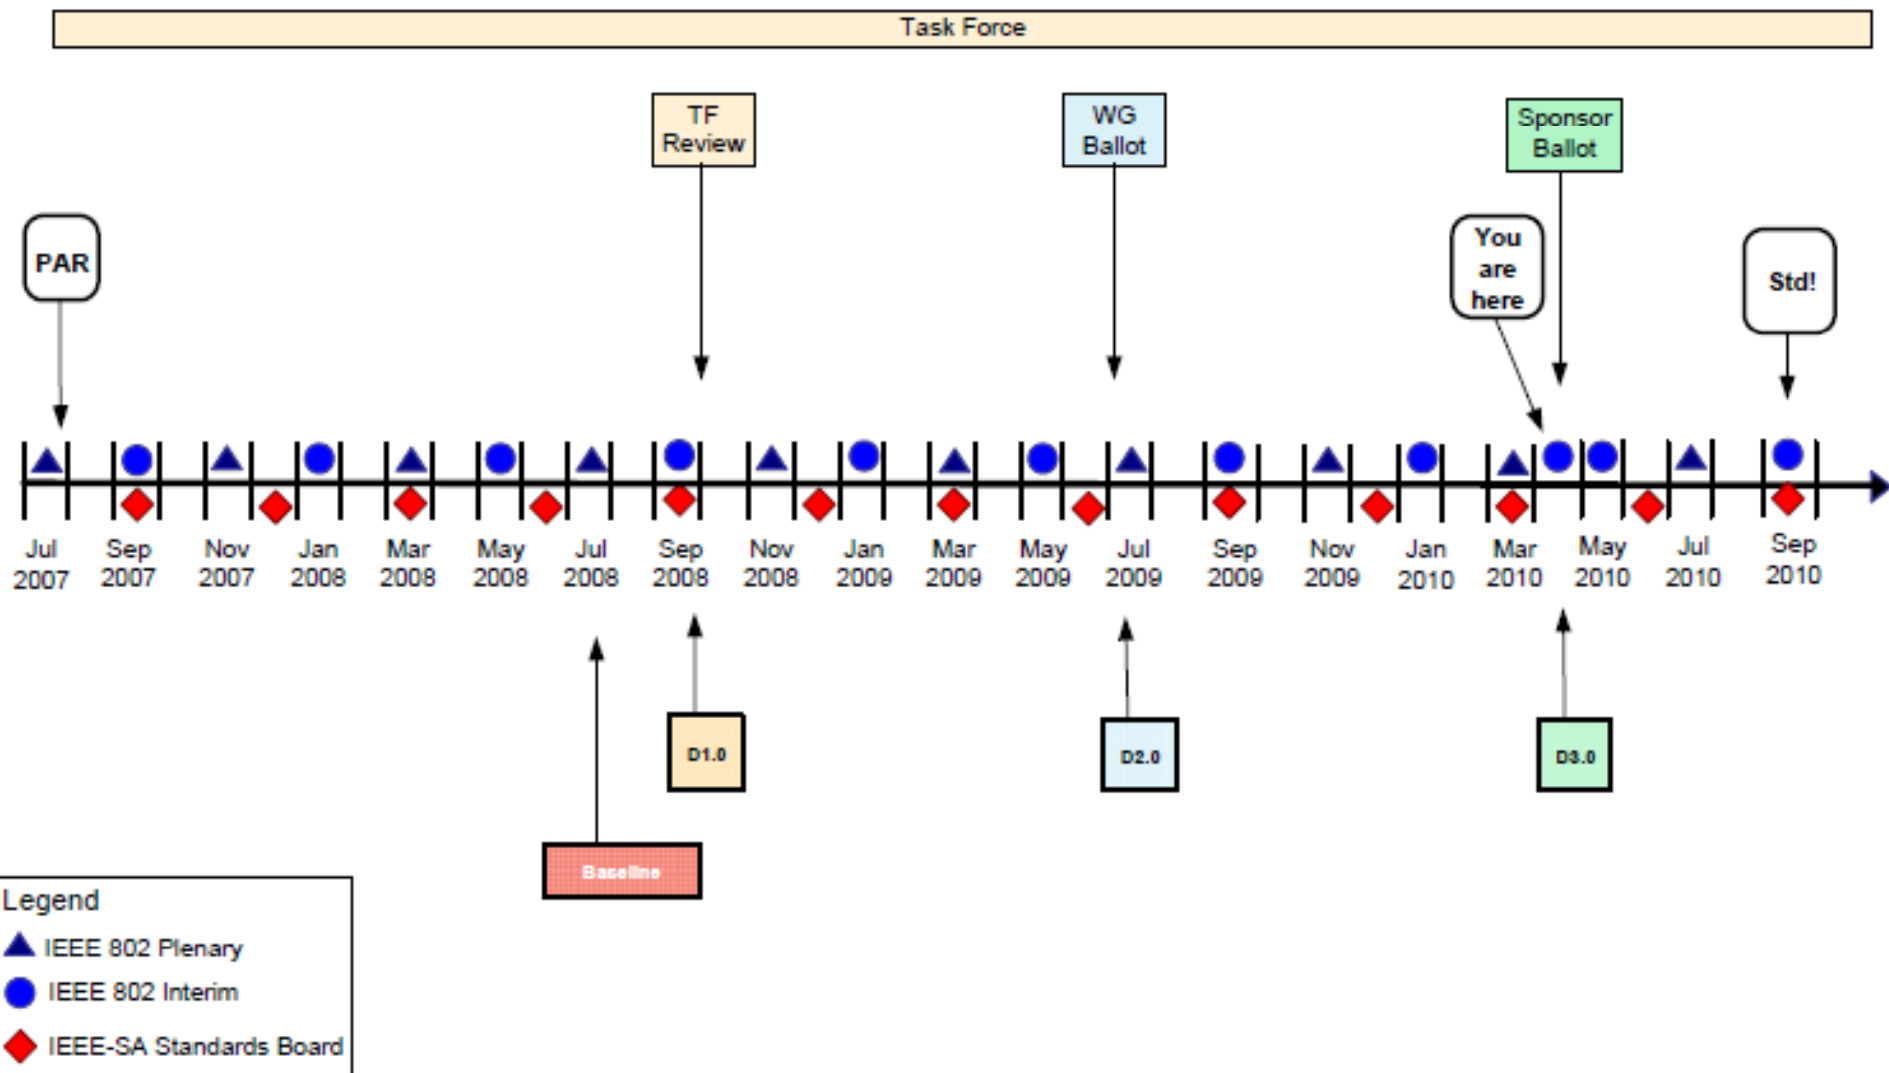 Task Force
TF
Review
WG
Ballot
Sponsor
Ballot
PAR
You
are
here
Std!
Jul
2007
Sep
2007
Nov
2007
Jan
2008
Mar
2008
May
2008
Jul
2008
Sep
2008
Nov
2008
Jan
2009
Mar
2009
May
2009
Jul
2009
Sep
2009
Nov
2009
Jan
2010
Mar
2010
May
2010
Jul
2010
Sep
2010
D1.0
D2.0
D3.0
Baseline
Legend
IEEE 802 Plenary
IEEE 802 Interim
IEEE-SA Standards Board